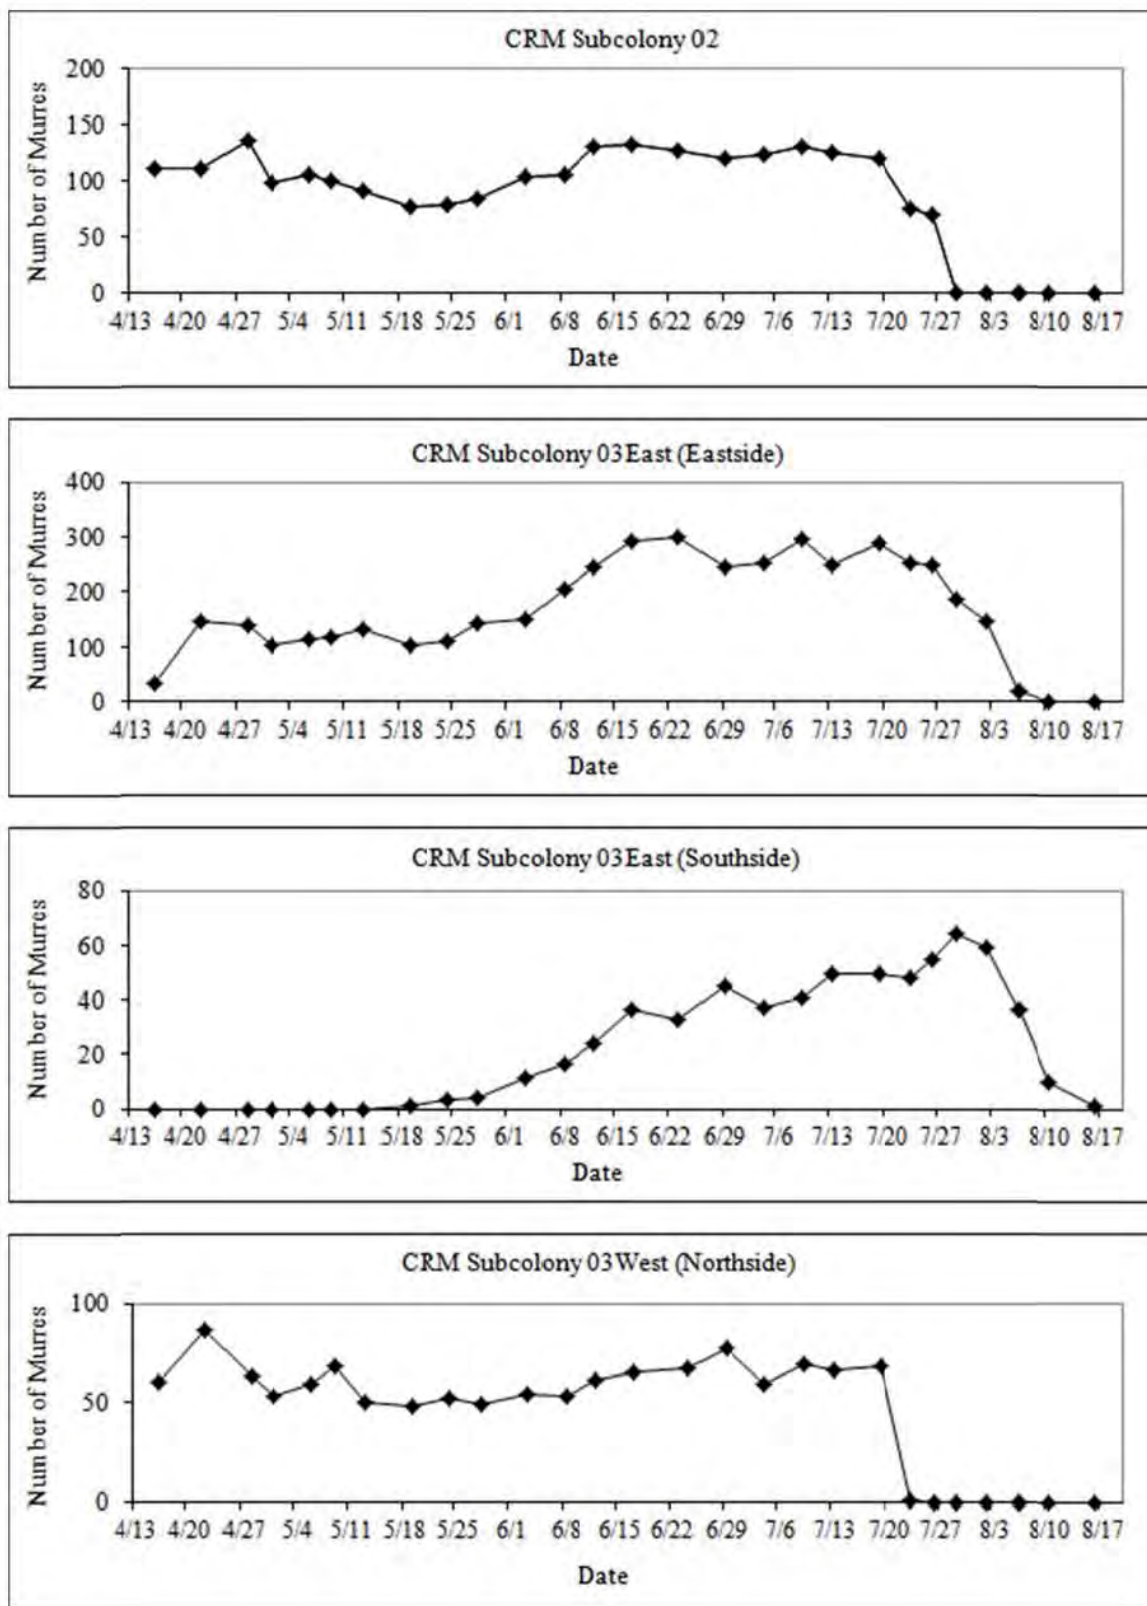 CRM Subcolony 02
Number of Murres
200
150
100
50
0
4/13 4/20 4/27 5/4 5/11 5/18 5/25 6/1 6/8 6/15 6/22 6/29 7/6 7/13 7/20 7/27 8/3 8/10 8/17
Date
CRM Subcolony 03East (Eastside)
Number of Murres
400
300
200
100
0
4/13 4/20 4/27 5/4 5/11 5/18 5/25 6/1 6/8 6/15 6/22 6/29 7/6 7/13 7/20 7/27 8/3 8/10 8/17
Date
CRM Subcolony 03East (Southside)
Number of Murres
80
60
40
20
0
4/13 4/20 4/27 5/4 5/11 5/18 5/25 6/1 6/8 6/15 6/22 6/29 7/6 7/13 7/20 7/27 8/3 8/10 8/17
Date
CRM Subcolony 03West (Northside)
Number of Murres
100
50
0
4/13 4/20 4/27 5/4 5/11 5/18 5/25 6/1 6/8 6/15 6/22 6/29 7/6 7/13 7/20 7/27 8/3 8/10 8/17
Date